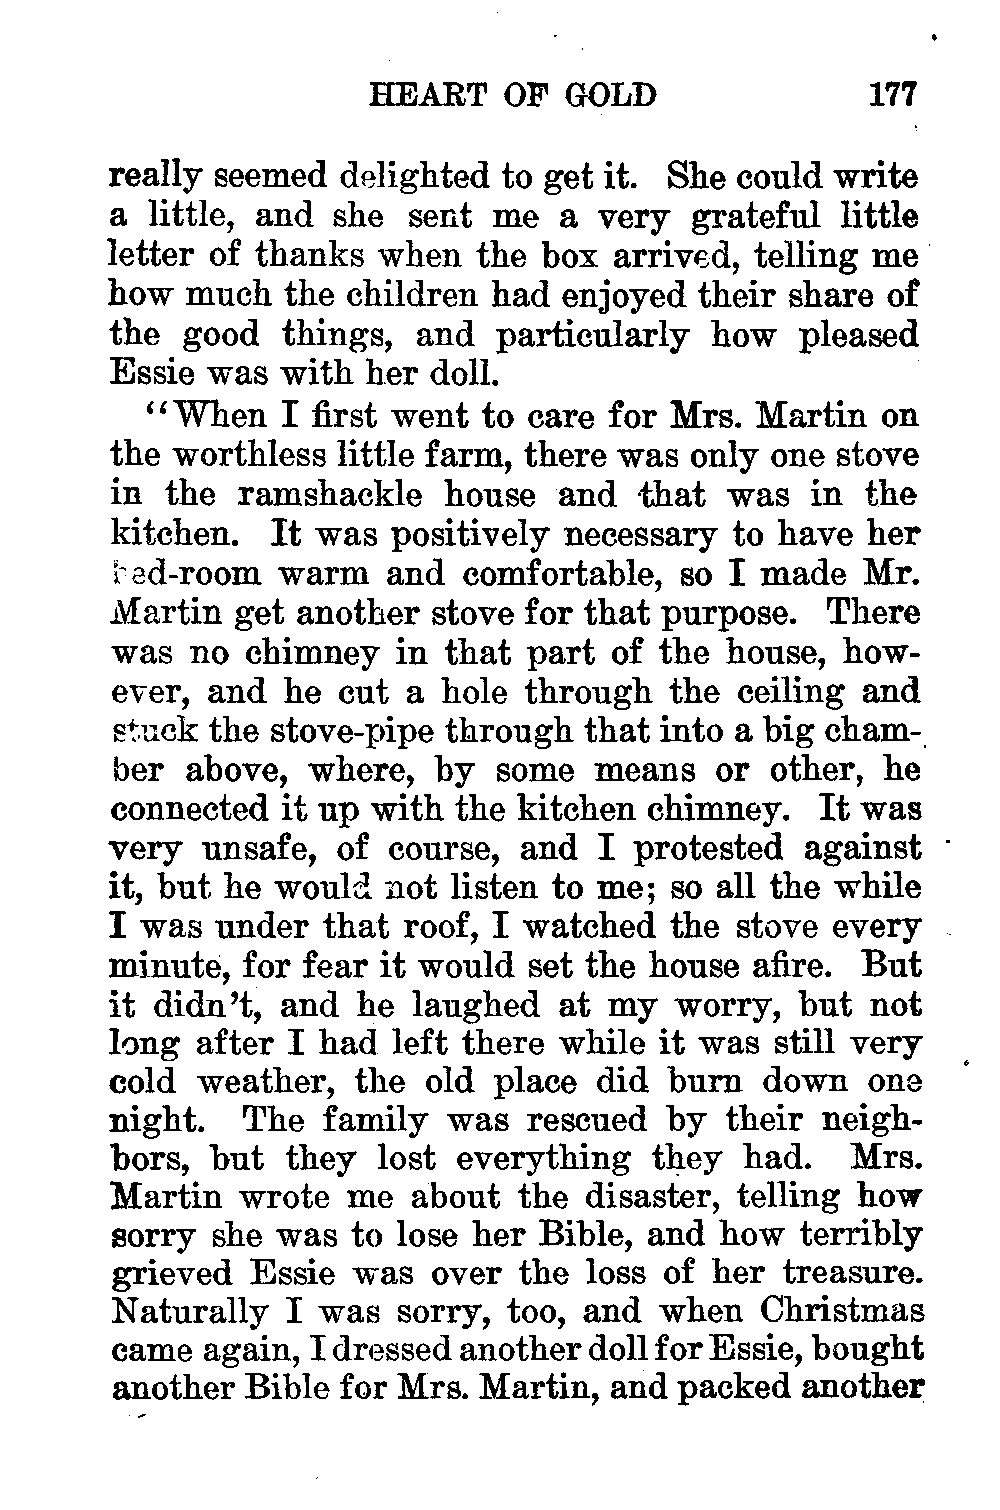 HEART OF GOLD 177
really seemed delighted to get it. She could write
a little, and she sent me a very grateful little
letter of thanks when the box arrived, telling me
how much the children had enjoyed their share of
the good things, and particularly how pleased
Essie was with her doll.
“When I first went to care for Mrs. Martin on
the worthless little farm, there was only one stove
in the ramshackle house and that was in the
kitchen. It was positively necessary to have her
bed-room warm and comfortable, so I made Mr.
Martin get another stove for that purpose. There
was no chimney in that part of the house, how-
ever, and he cut a hole through the ceiling and
stuck the stove-pipe through that into a big cham-
ber above, where, by some means or other, he
connected it up with the kitchen chimney. It was
very unsafe, of course, and I protested against
it, but he would not listen to me; so all the while
I was under that roof, I watched the stove every
minute, for fear it would set the house afire. But
it didn't, and he laughed at my worry, but not
long after I had left there while it was still very
cold weather, the old place did burn down one
night. The family was rescued by their neigh-
bors, but they lost everything they had. Mrs.
Martin wrote me about the disaster, telling how
sorry she was to lose her Bible, and how terribly
grieved Essie was over the loss of her treasure.
Naturally I was sorry, too, and when Christmas
came again, I dressed another doll for Essie, bought
another Bible for Mrs. Martin, and packed another